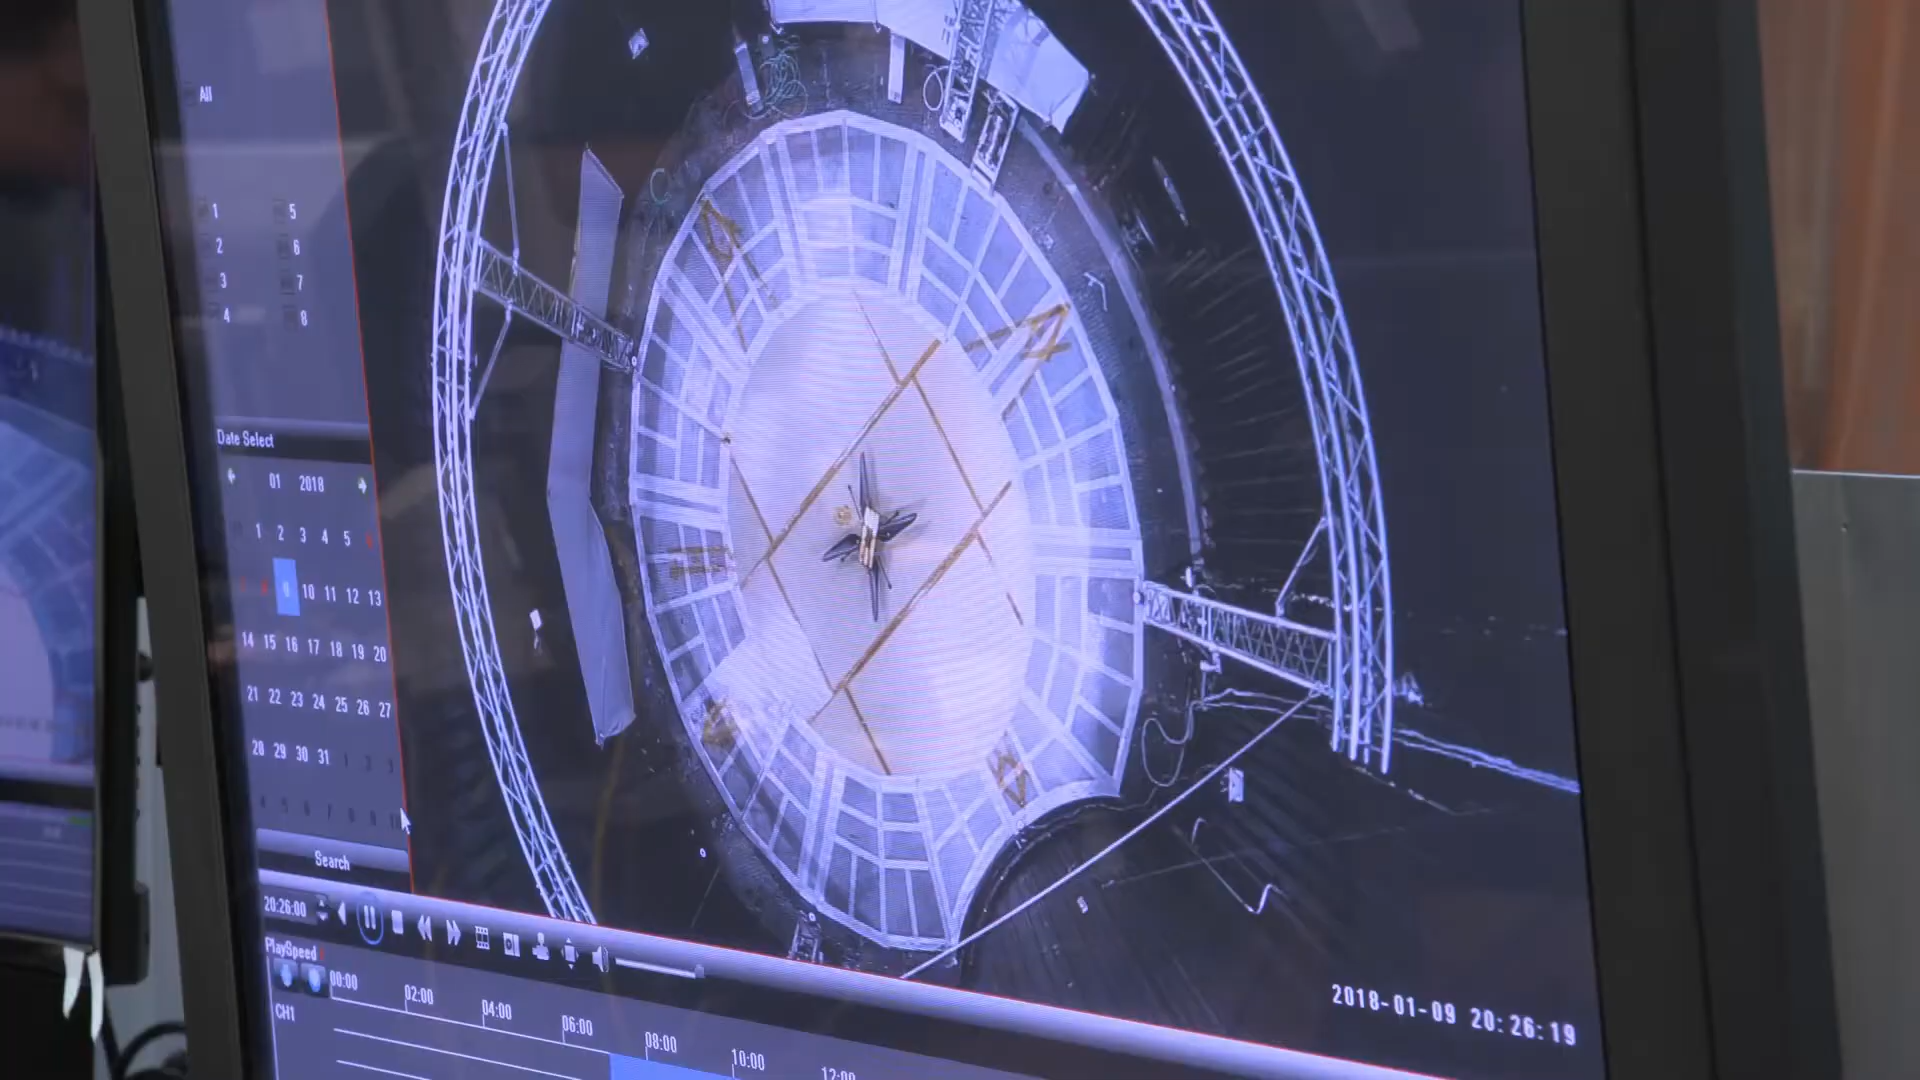 All
1 5
2 6
3 7
4 8
Date Select
01 2018
1 2 3 4 5
9 10 11 12 13
14 15 16 17 18 19 20
21 22 23 24 25 26 27
28 29 30 31
Search
20:26:00
PlaySpeed
00:00 02:00 04:00 06:00 08:00 10:00 12:00
CH1
2018-01-09 20:26:19